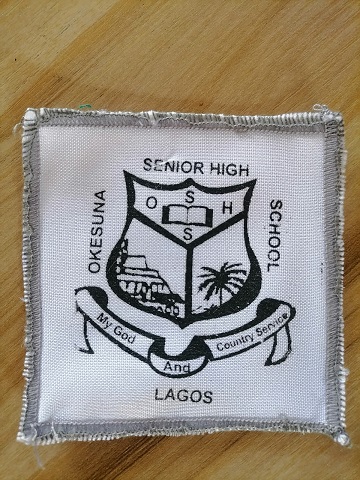 OKESUNA
SENIOR HIGH
SCHOOL
S
O H
S
My God And Country Service
LAGOS